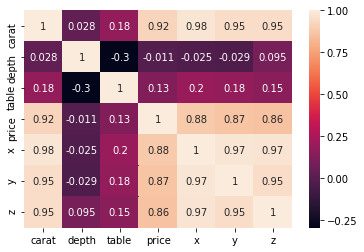 carat 1 0.028 0.18 0.92 0.98 0.95 0.95
depth 0.028 1 -0.3 -0.011 -0.025 -0.029 0.095
table 0.18 -0.3 1 0.13 0.2 0.18 0.15
price 0.92 -0.011 0.13 1 0.88 0.87 0.86
x 0.98 -0.025 0.2 0.88 1 0.97 0.97
y 0.95 -0.029 0.18 0.87 0.97 1 0.95
z 0.95 0.095 0.15 0.86 0.97 0.95 1
carat depth table price x y z
1.00
0.75
0.50
0.25
0.00
-0.25